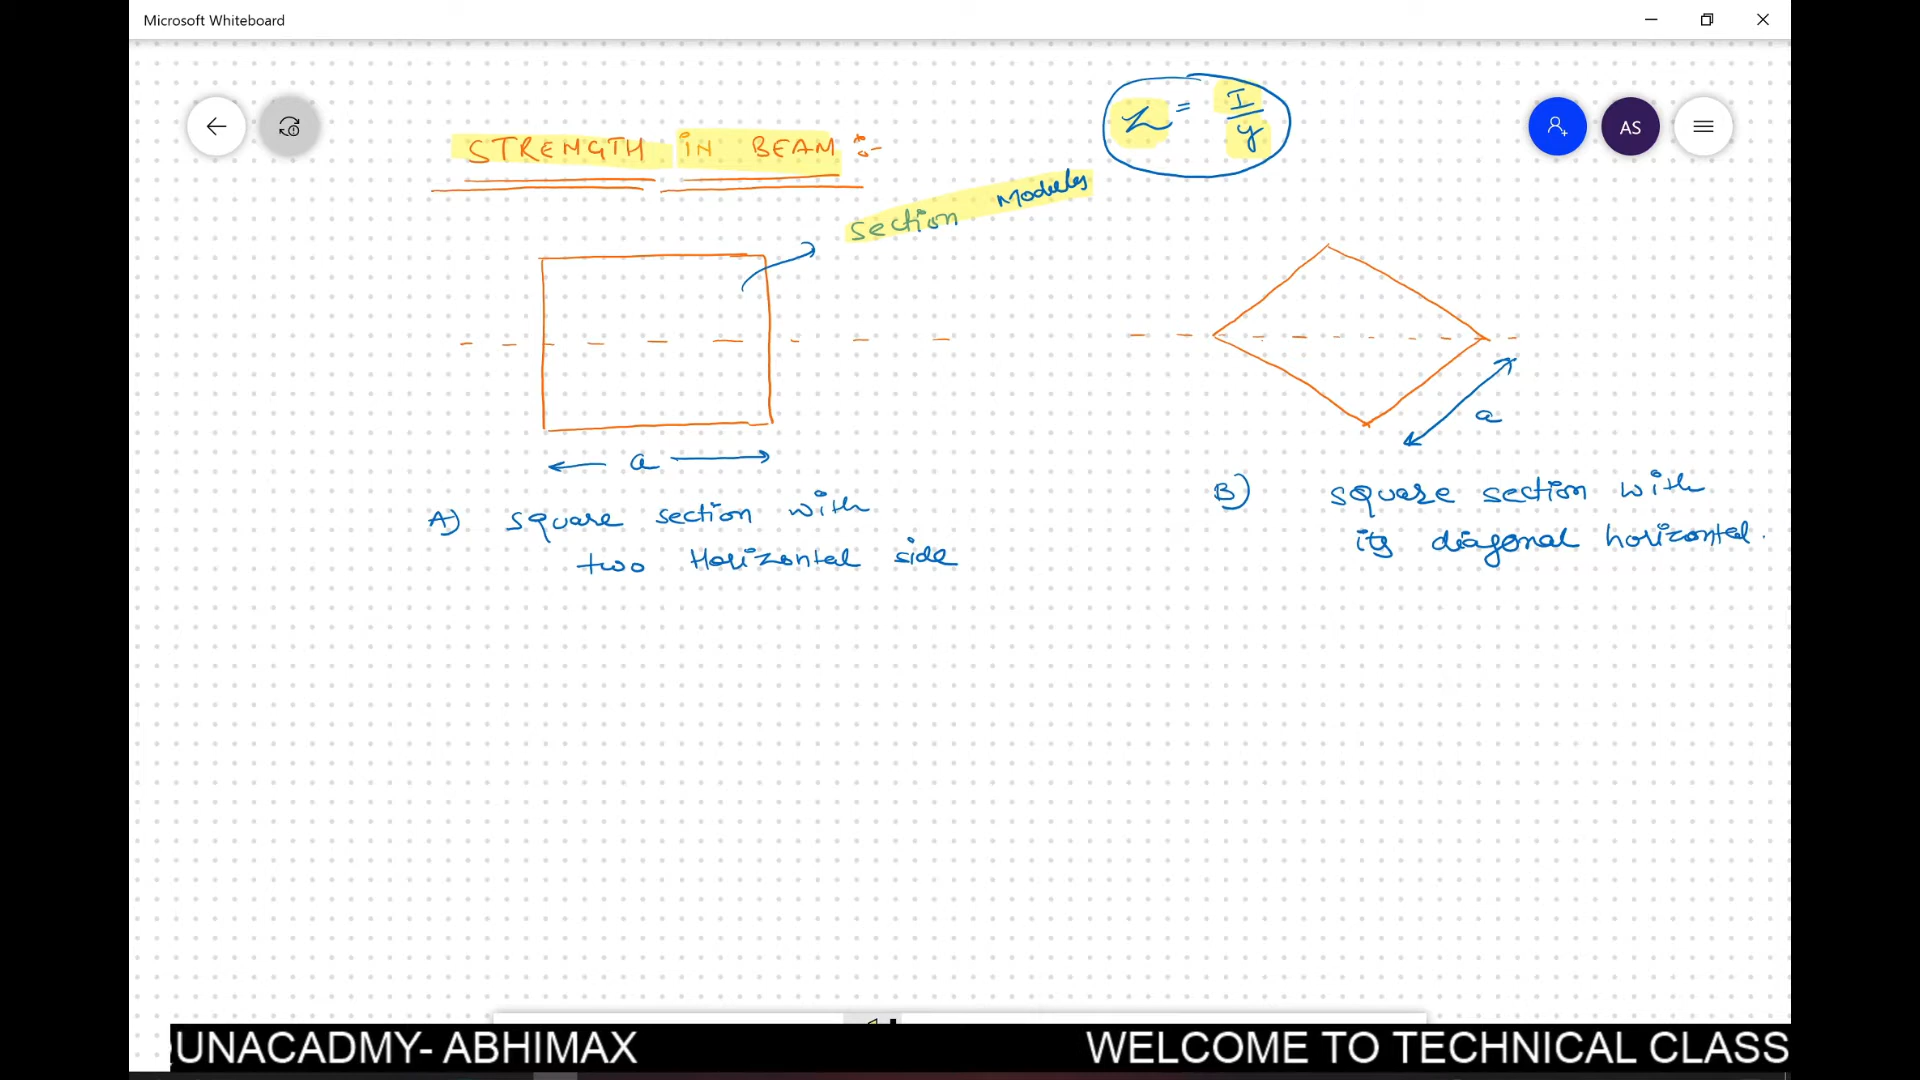 Microsoft Whiteboard
Z = I/y
AS
STRENGTH IN BEAM :-
Section Modulus
a
a
A) square section with
two Horizontal side
B) square section with
its diagonal horizontal.
UNACADMY- ABHIMAX
WELCOME TO TECHNICAL CLASS